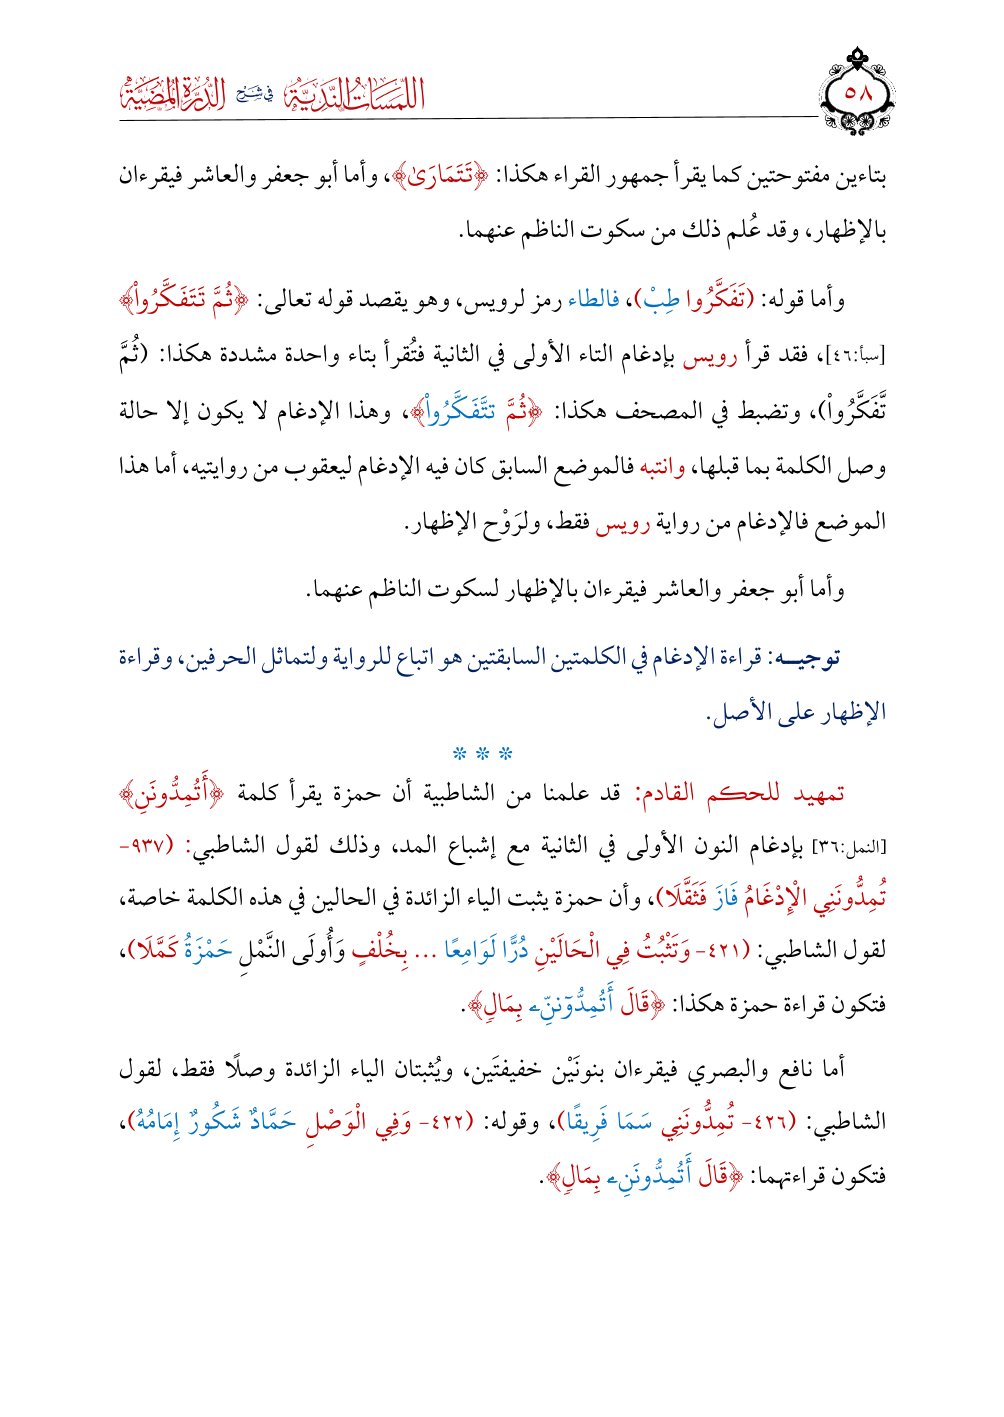 ٥٨
اللمسات الندية في شرح الدرة المضية
بتاءين مفتوحتين كما يقرأ جمهور القراء هكذا: ﴿تَتَمَارَىٰ﴾، وأما أبو جعفر والعاشر فيقرءان
بالإظهار، وقد عُلم ذلك من سكوت الناظم عنهما.
وأما قوله: (تَفَكَّرُوا طِبْ)، فالطاء رمز لرويس، وهو يقصد قوله تعالى: ﴿ثُمَّ تَتَفَكَّرُواْ﴾
[سبأ:٤٦]، فقد قرأ رويس بإدغام التاء الأولى في الثانية فتُقرأ بتاء واحدة مشددة هكذا: (ثُمَّ
تَّفَكَّرُواْ)، وتضبط في المصحف هكذا: ﴿ثُمَّ تتَّفَكَّرُواْ﴾، وهذا الإدغام لا يكون إلا حالة
وصل الكلمة بما قبلها، وانتبه فالموضع السابق كان فيه الإدغام ليعقوب من روايتيه، أما هذا
الموضع فالإدغام من رواية رويس فقط، ولرَوْح الإظهار.
وأما أبو جعفر والعاشر فيقرءان بالإظهار لسكوت الناظم عنهما.
توجيـــه: قراءة الإدغام في الكلمتين السابقتين هو اتباع للرواية ولتماثل الحرفين، وقراءة
الإظهار على الأصل.
* * *
تمهيد للحكم القادم: قد علمنا من الشاطبية أن حمزة يقرأ كلمة ﴿أَتُمِدُّونَنِ﴾
[النمل:٣٦] بإدغام النون الأولى في الثانية مع إشباع المد، وذلك لقول الشاطبي: (٩٣٧-
تُمِدُّونَنِي الْإِدْغَامُ فَازَ فَثَقَّلَا)، وأن حمزة يثبت الياء الزائدة في الحالين في هذه الكلمة خاصة،
لقول الشاطبي: (٤٢١- وَتَثْبُتُ فِي الْحَالَيْنِ دُرًّا لَوَامِعًا ... بِخُلْفٍ وَأُولَى النَّمْلِ حَمْزَةُ كَمَّلَا)،
فتكون قراءة حمزة هكذا: ﴿قَالَ أَتُمِدُّوٓننِّے بِمَالٖ﴾.
أما نافع والبصري فيقرءان بنونَيْن خفيفتَين، ويُثبتان الياء الزائدة وصلًا فقط، لقول
الشاطبي: (٤٢٦- تُمِدُّونَنِي سَمَا فَرِيقًا)، وقوله: (٤٢٢- وَفِي الْوَصْلِ حَمَّادٌ شَكُورٌ إِمَامُهُ)،
فتكون قراءتهما: ﴿قَالَ أَتُمِدُّونَنِے بِمَالٖ﴾.